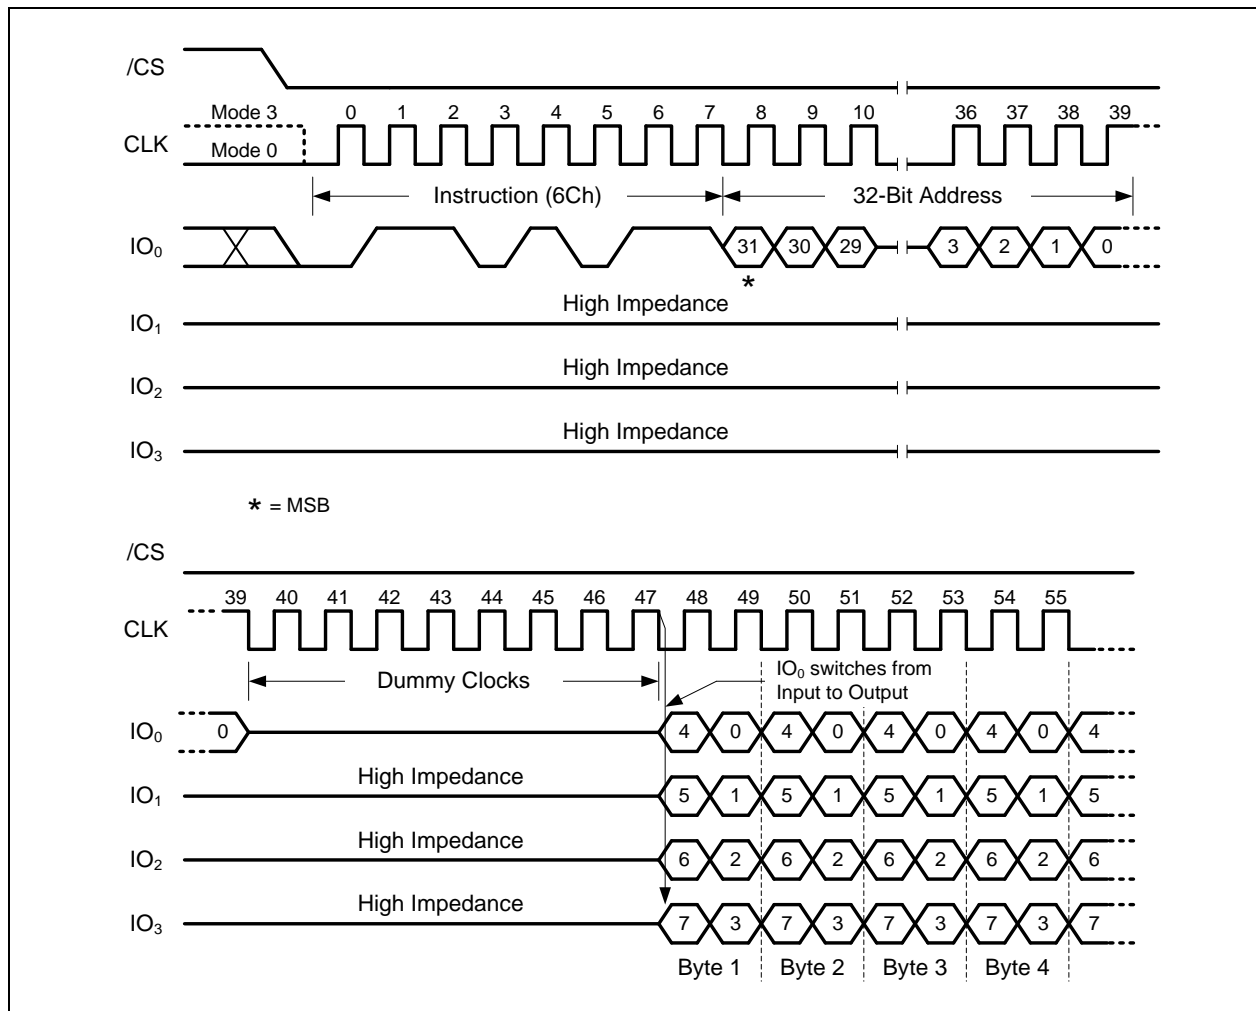 /CS
Mode 3 0 1 2 3 4 5 6 7 8 9 10 36 37 38 39
CLK
Mode 0
Instruction (6Ch) 32-Bit Address
IO0 31 30 29 3 2 1 0
*
High Impedance
IO1
High Impedance
IO2
High Impedance
IO3
* = MSB
/CS
39 40 41 42 43 44 45 46 47 48 49 50 51 52 53 54 55
CLK
Dummy Clocks
IO0 switches from
Input to Output
IO0 0 4 0 4 0 4 0 4 0 4
High Impedance
IO1 5 1 5 1 5 1 5 1 5
High Impedance
IO2 6 2 6 2 6 2 6 2 6
High Impedance
IO3 7 3 7 3 7 3 7 3 7
Byte 1 Byte 2 Byte 3 Byte 4